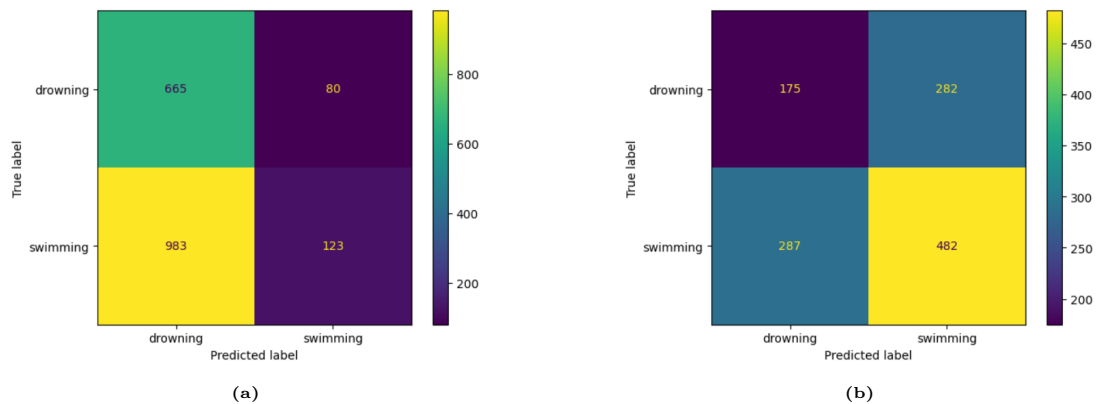 drowning
swimming
True label
665
80
983
123
drowning
swimming
Predicted label
800
600
400
200
(a)
drowning
swimming
True label
175
282
287
482
drowning
swimming
Predicted label
450
400
350
300
250
200
(b)